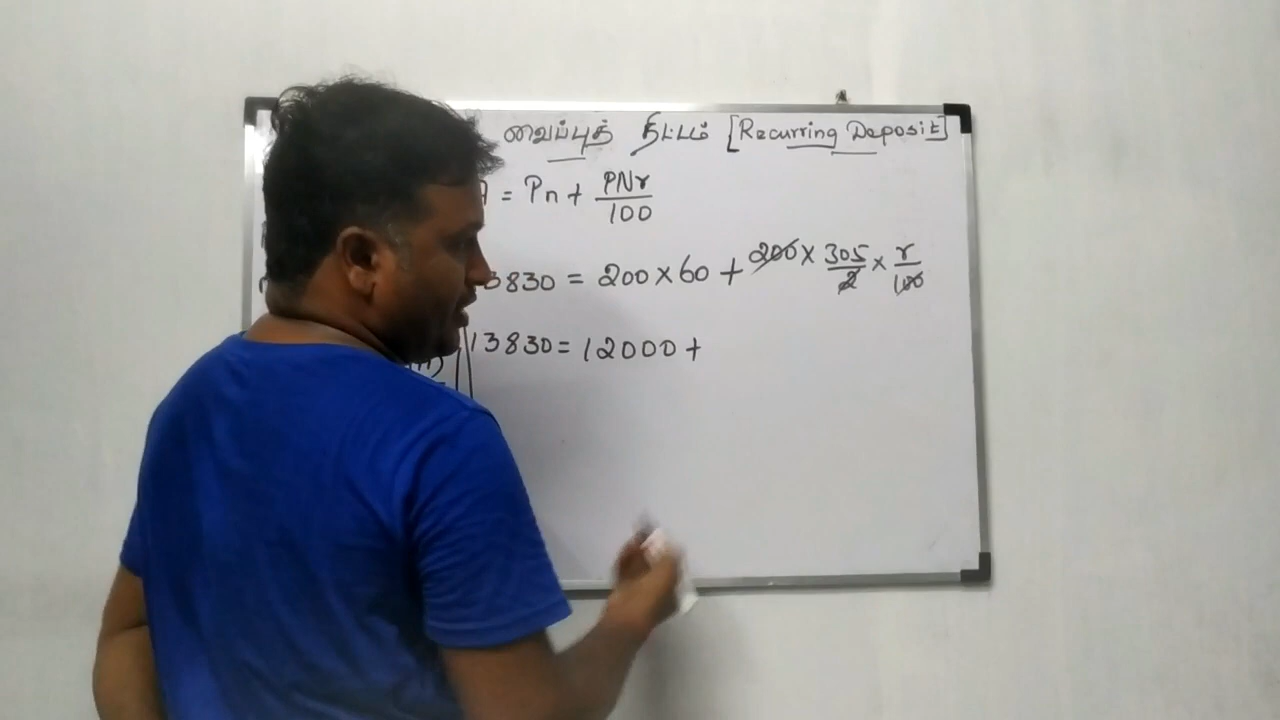 வைப்புத் திட்டம் [Recurring Deposit]
= Pn + PNr/100
3830 = 200 × 60 + 200 × 305/2 × r/100
13830 = 12000 +